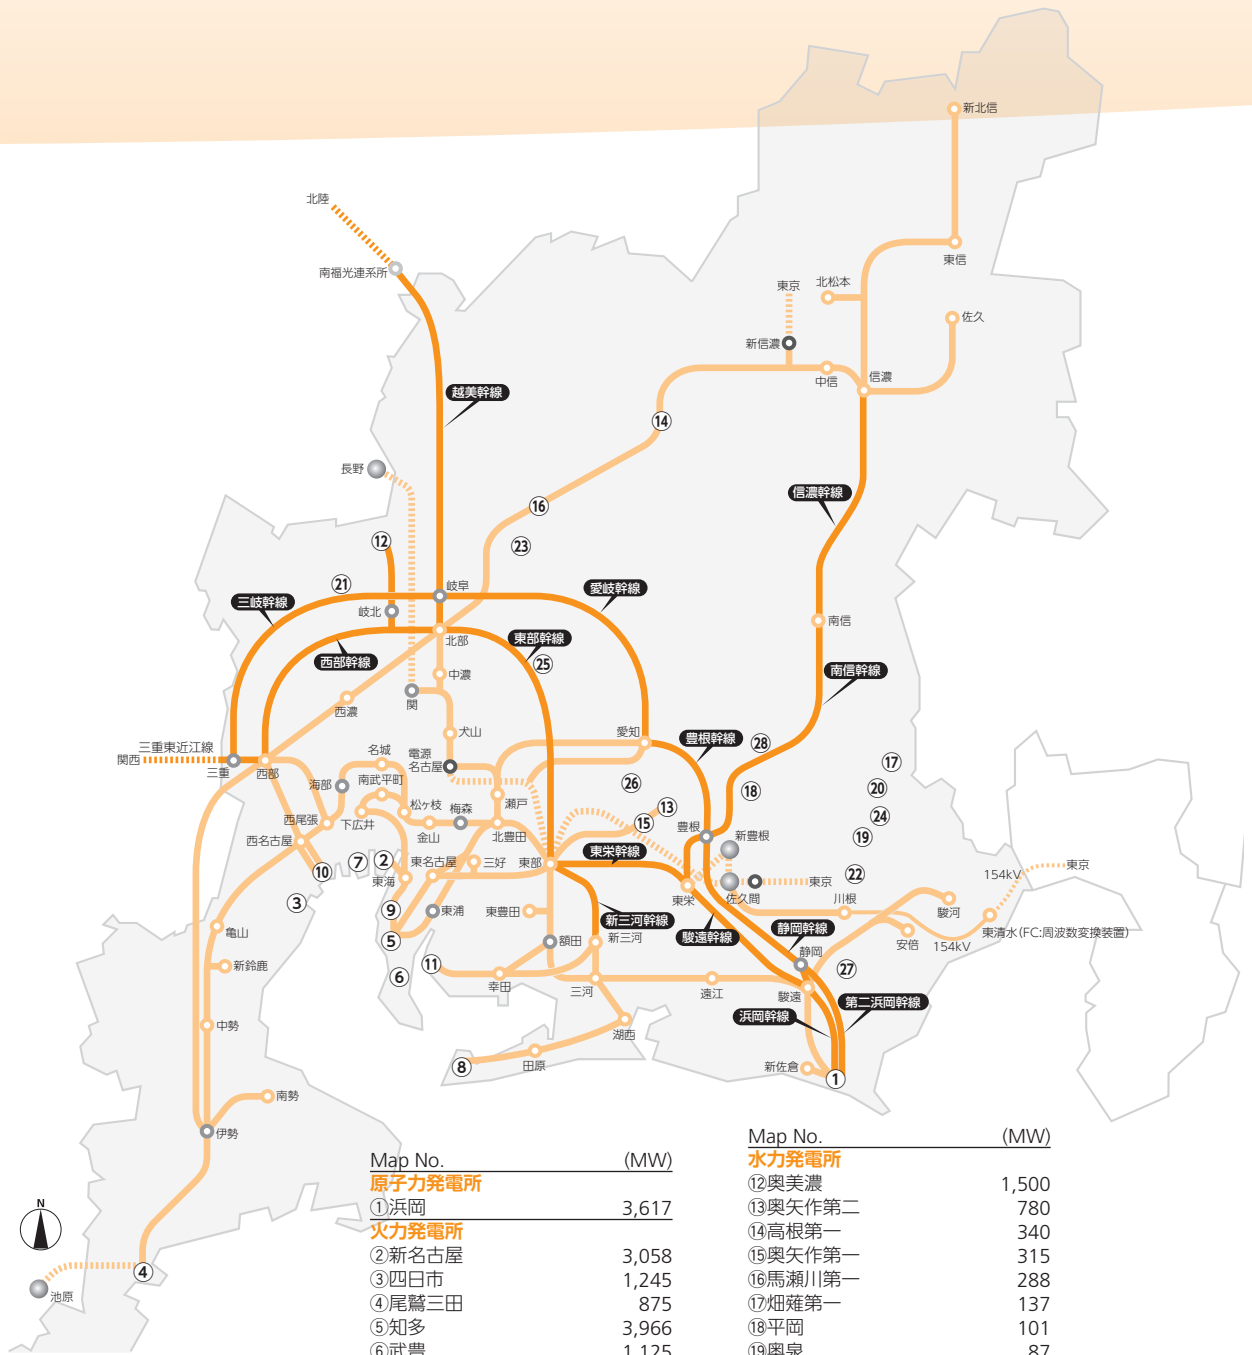 新北信
北陸
東信
南福光連系所
東京
北松本
佐久
新信濃
中信
信濃
越美幹線
⑭
長野
信濃幹線
⑯
⑫
㉓
㉑
岐阜
愛岐幹線
三岐幹線
岐北
南信
北部
東部幹線
西部幹線
㉕
中濃
南信幹線
関
西濃
犬山
愛知
豊根幹線
㉘
三重東近江線
関西
三重
西部
名城
電源
名古屋
⑰
南武平町
海部
㉖
⑱
⑳
松ヶ枝
梅森
瀬戸
⑬
西尾張
下広井
金山
北豊田
⑮
豊根
新豊根
㉔
⑲
西名古屋
⑦
②
東名古屋
三好
東部
東栄幹線
⑩
東海
東栄
佐久間
東京
㉒
154kV
東京
③
⑨
東浦
東豊田
新三河幹線
川根
駿河
亀山
⑤
額田
新三河
駿遠幹線
静岡幹線
安倍
154kV
東清水(FC:周波数変換装置)
新鈴鹿
⑥
⑪
幸田
三河
遠江
静岡
㉗
駿遠
第二浜岡幹線
中勢
浜岡幹線
湖西
⑧
田原
新佐倉
①
南勢
伊勢
N
④
池原
Map No. (MW)
原子力発電所
①浜岡 3,617
火力発電所
②新名古屋 3,058
③四日市 1,245
④尾鷲三田 875
⑤知多 3,966
⑥武豊 1,125
Map No. (MW)
水力発電所
⑫奥美濃 1,500
⑬奥矢作第二 780
⑭高根第一 340
⑮奥矢作第一 315
⑯馬瀬川第一 288
⑰畑薙第一 137
⑱平岡 101
⑲奥泉 87